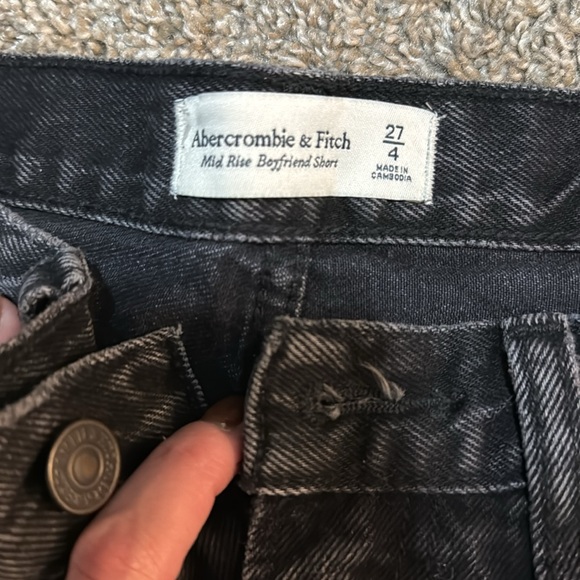 Abercrombie & Fitch
Mid Rise Boyfriend Short
27
4
MADE IN
CAMBODIA